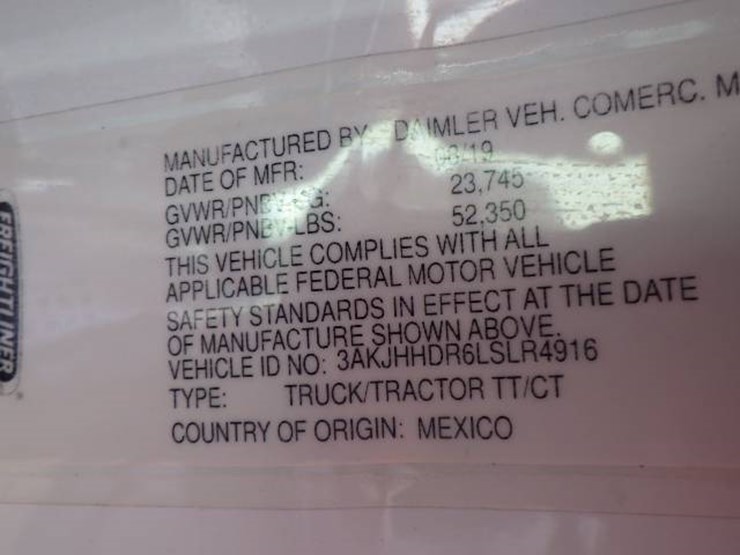 MANUFACTURED BY DAIMLER VEH. COMERC. M
DATE OF MFR: 08/19
GVWR/PNBV-KG: 23,745
GVWR/PNBV-LBS: 52,350
THIS VEHICLE COMPLIES WITH ALL
APPLICABLE FEDERAL MOTOR VEHICLE
SAFETY STANDARDS IN EFFECT AT THE DATE
OF MANUFACTURE SHOWN ABOVE.
VEHICLE ID NO: 3AKJHHDR6LSLR4916
TYPE: TRUCK/TRACTOR TT/CT
COUNTRY OF ORIGIN: MEXICO
FREIGHTLINER